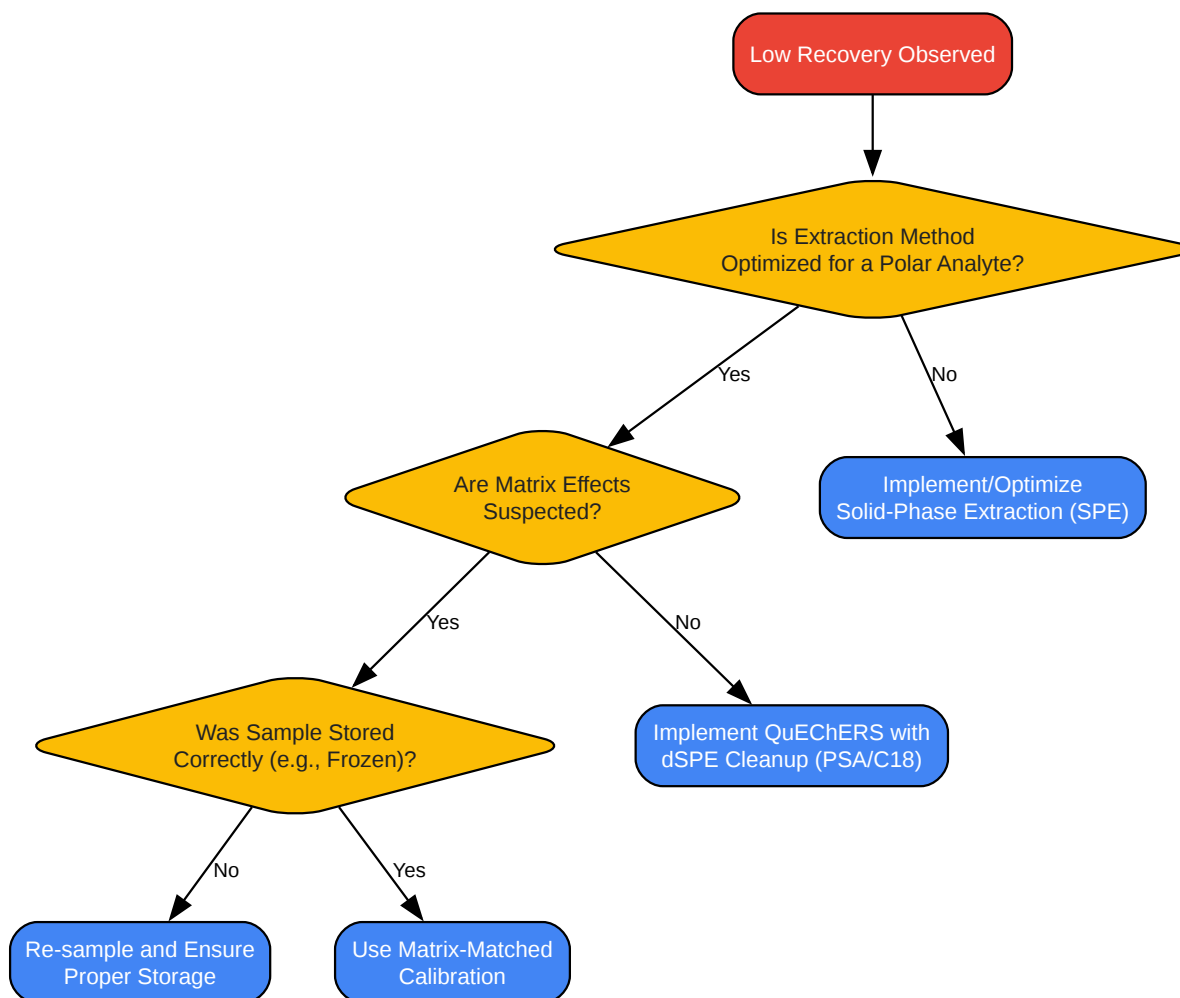 Low Recovery Observed
Is Extraction Method
Optimized for a Polar Analyte?
Yes
No
Are Matrix Effects
Suspected?
Implement/Optimize
Solid-Phase Extraction (SPE)
Yes
No
Was Sample Stored
Correctly (e.g., Frozen)?
Implement QuEChERS with
dSPE Cleanup (PSA/C18)
No
Yes
Re-sample and Ensure
Proper Storage
Use Matrix-Matched
Calibration